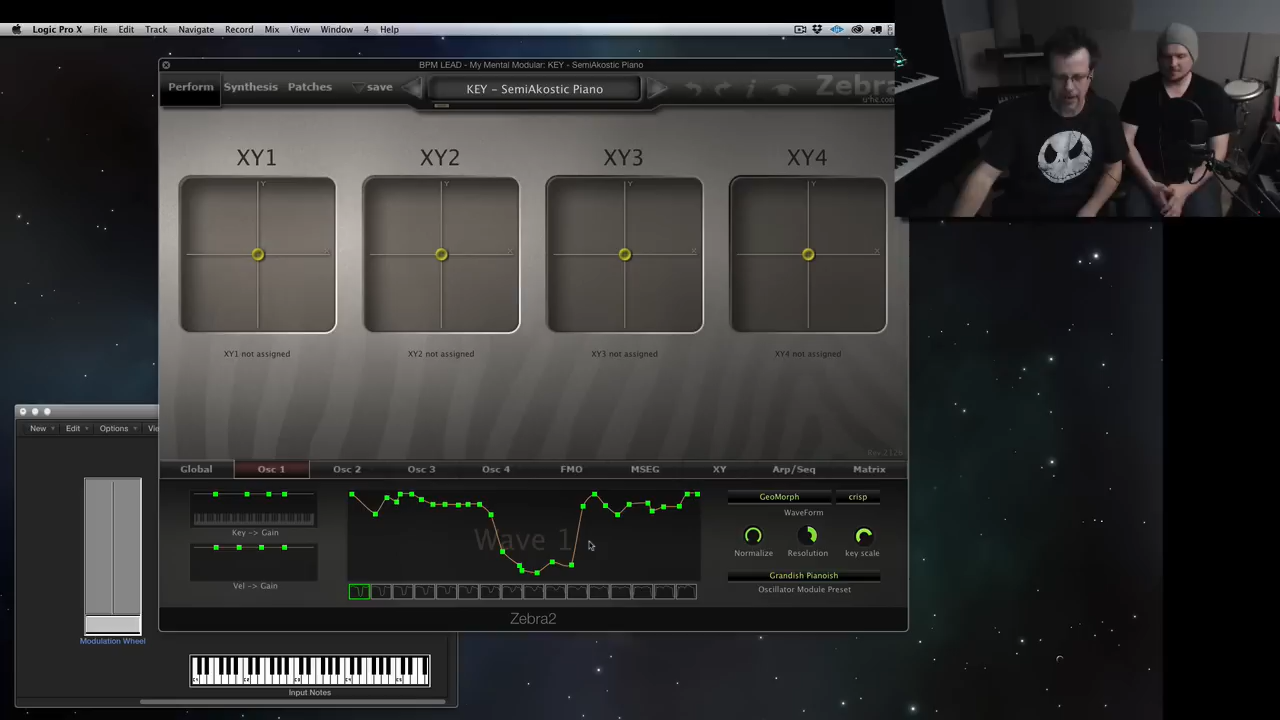 Logic Pro X File Edit Track Navigate Record Mix View Window 4 Help
BPM LEAD - My Mental Modular: KEY - SemiAkostic Piano
Perform Synthesis Patches save KEY - SemiAkostic Piano Zebra
u-he.com
XY1 XY2 XY3 XY4
Y Y Y Y
X X X X
XY1 not assigned XY2 not assigned XY3 not assigned XY4 not assigned
New Edit Options
Global Osc 1 Osc 2 Osc 3 Osc 4 FMO MSEG XY Arp/Seq Matrix
GeoMorph crisp
WaveForm
Key -> Gain
Wave 1
Normalize Resolution key scale
Grandish Pianoish
Vel -> Gain
Oscillator Module Preset
Zebra2
Modulation Wheel
Input Notes